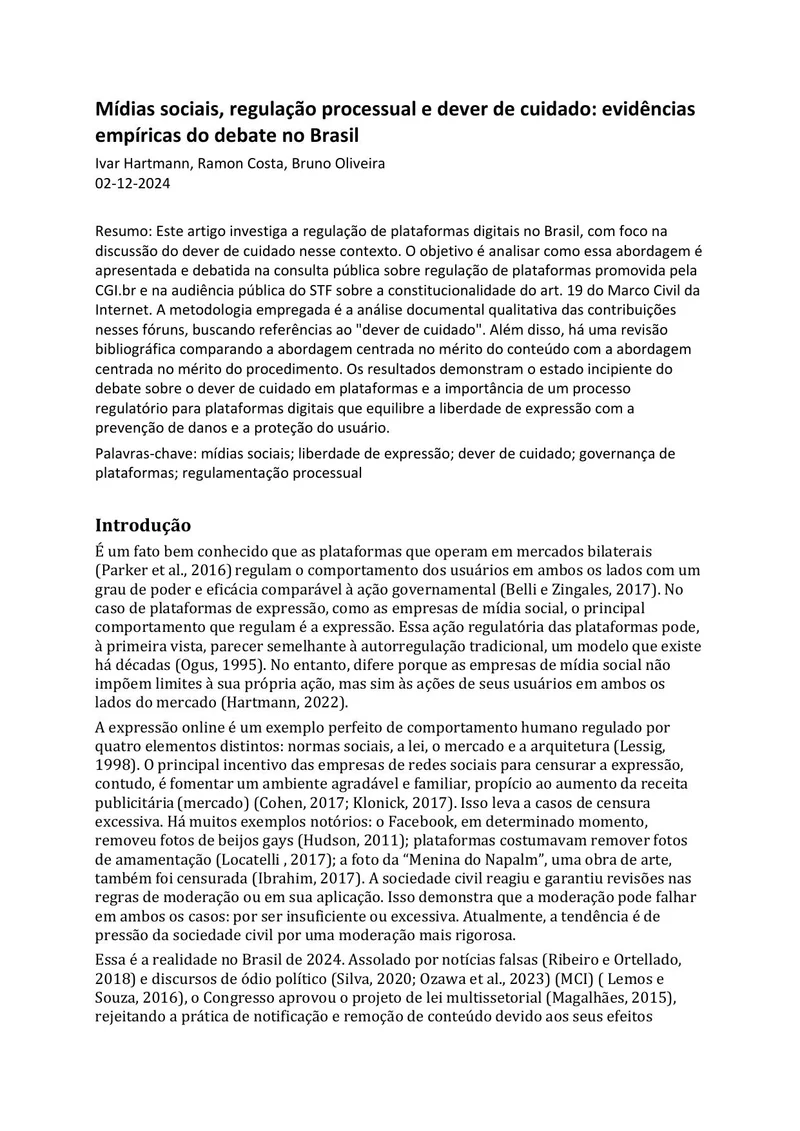 Mídias sociais, regulação processual e dever de cuidado: evidências
empíricas do debate no Brasil
Ivar Hartmann, Ramon Costa, Bruno Oliveira
02-12-2024
Resumo: Este artigo investiga a regulação de plataformas digitais no Brasil, com foco na
discussão do dever de cuidado nesse contexto. O objetivo é analisar como essa abordagem é
apresentada e debatida na consulta pública sobre regulação de plataformas promovida pela
CGI.br e na audiência pública do STF sobre a constitucionalidade do art. 19 do Marco Civil da
Internet. A metodologia empregada é a análise documental qualitativa das contribuições
nesses fóruns, buscando referências ao "dever de cuidado". Além disso, há uma revisão
bibliográfica comparando a abordagem centrada no mérito do conteúdo com a abordagem
centrada no mérito do procedimento. Os resultados demonstram o estado incipiente do
debate sobre o dever de cuidado em plataformas e a importância de um processo
regulatório para plataformas digitais que equilibre a liberdade de expressão com a
prevenção de danos e a proteção do usuário.
Palavras-chave: mídias sociais; liberdade de expressão; dever de cuidado; governança de
plataformas; regulamentação processual
Introdução
É um fato bem conhecido que as plataformas que operam em mercados bilaterais
(Parker et al., 2016) regulam o comportamento dos usuários em ambos os lados com um
grau de poder e eficácia comparável à ação governamental (Belli e Zingales, 2017). No
caso de plataformas de expressão, como as empresas de mídia social, o principal
comportamento que regulam é a expressão. Essa ação regulatória das plataformas pode,
à primeira vista, parecer semelhante à autorregulação tradicional, um modelo que existe
há décadas (Ogus, 1995). No entanto, difere porque as empresas de mídia social não
impõem limites à sua própria ação, mas sim às ações de seus usuários em ambos os
lados do mercado (Hartmann, 2022).
A expressão online é um exemplo perfeito de comportamento humano regulado por
quatro elementos distintos: normas sociais, a lei, o mercado e a arquitetura (Lessig,
1998). O principal incentivo das empresas de redes sociais para censurar a expressão,
contudo, é fomentar um ambiente agradável e familiar, propício ao aumento da receita
publicitária (mercado) (Cohen, 2017; Klonick, 2017). Isso leva a casos de censura
excessiva. Há muitos exemplos notórios: o Facebook, em determinado momento,
removeu fotos de beijos gays (Hudson, 2011); plataformas costumavam remover fotos
de amamentação (Locatelli , 2017); a foto da “Menina do Napalm”, uma obra de arte,
também foi censurada (Ibrahim, 2017). A sociedade civil reagiu e garantiu revisões nas
regras de moderação ou em sua aplicação. Isso demonstra que a moderação pode falhar
em ambos os casos: por ser insuficiente ou excessiva. Atualmente, a tendência é de
pressão da sociedade civil por uma moderação mais rigorosa.
Essa é a realidade no Brasil de 2024. Assolado por notícias falsas (Ribeiro e Ortellado,
2018) e discursos de ódio político (Silva, 2020; Ozawa et al., 2023) (MCI) ( Lemos e
Souza, 2016), o Congresso aprovou o projeto de lei multissetorial (Magalhães, 2015),
rejeitando a prática de notificação e remoção de conteúdo devido aos seus efeitos